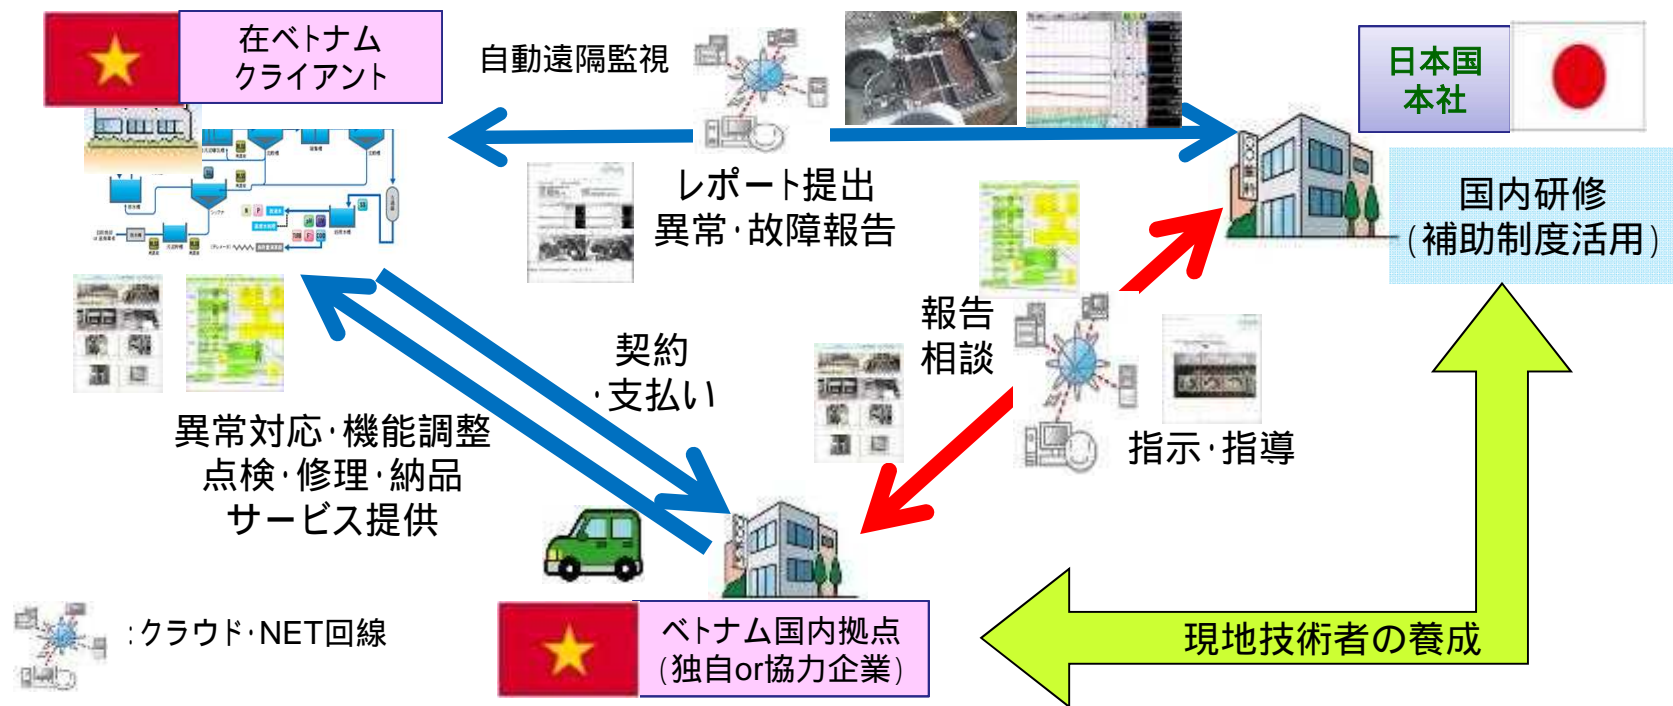 在ベトナム
クライアント
自動遠隔監視
日本国
本社
レポート提出
異常・故障報告
国内研修
(補助制度活用)
報告
相談
契約
・支払い
指示・指導
異常対応・機能調整
点検・修理・納品
サービス提供
:クラウド・NET回線
ベトナム国内拠点
(独自or協力企業)
現地技術者の養成